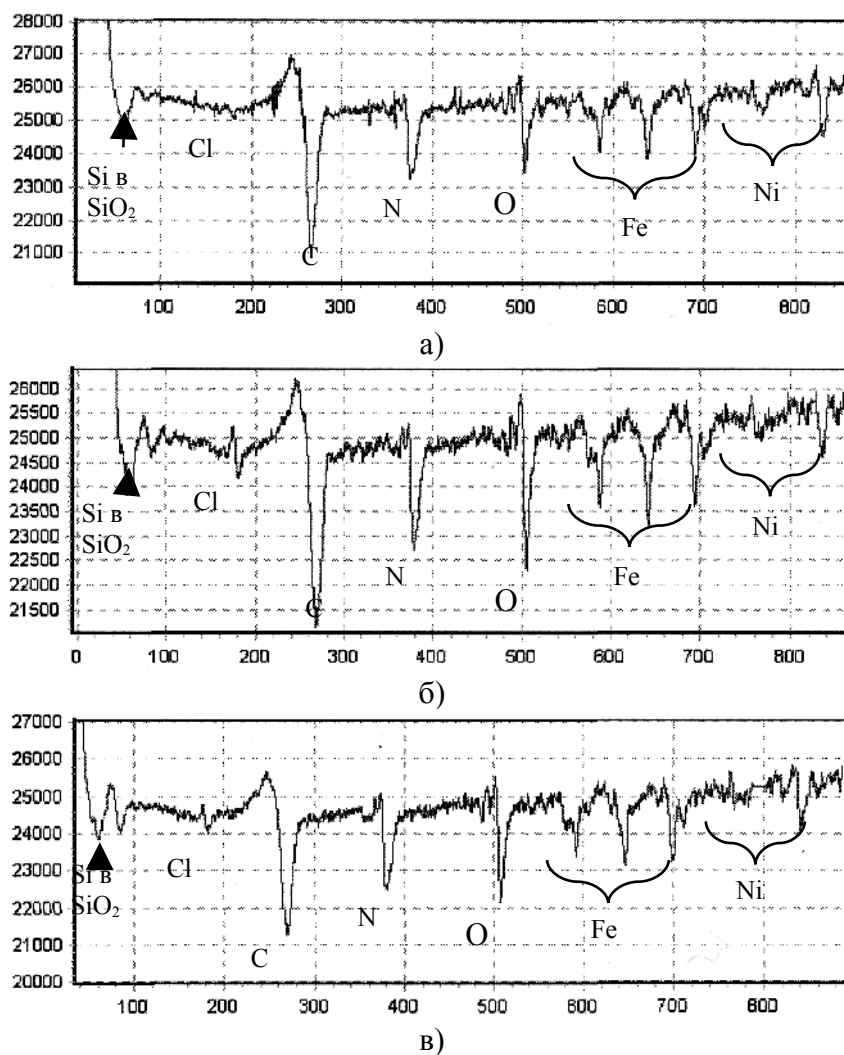 28000
27000
26000
25000
24000
23000
22000
21000
Si в
SiO₂
Cl
C
N
O
Fe
Ni
100 200 300 400 500 600 700 800
а)
26000
25500
25000
24500
24000
23500
23000
22500
22000
21500
Si в
SiO₂
Cl
C
N
O
Fe
Ni
0 100 200 300 400 500 600 700 800
б)
27000
26000
25000
24000
23000
22000
21000
20000
Si в
SiO₂
Cl
C
N
O
Fe
Ni
100 200 300 400 500 600 700 800
в)